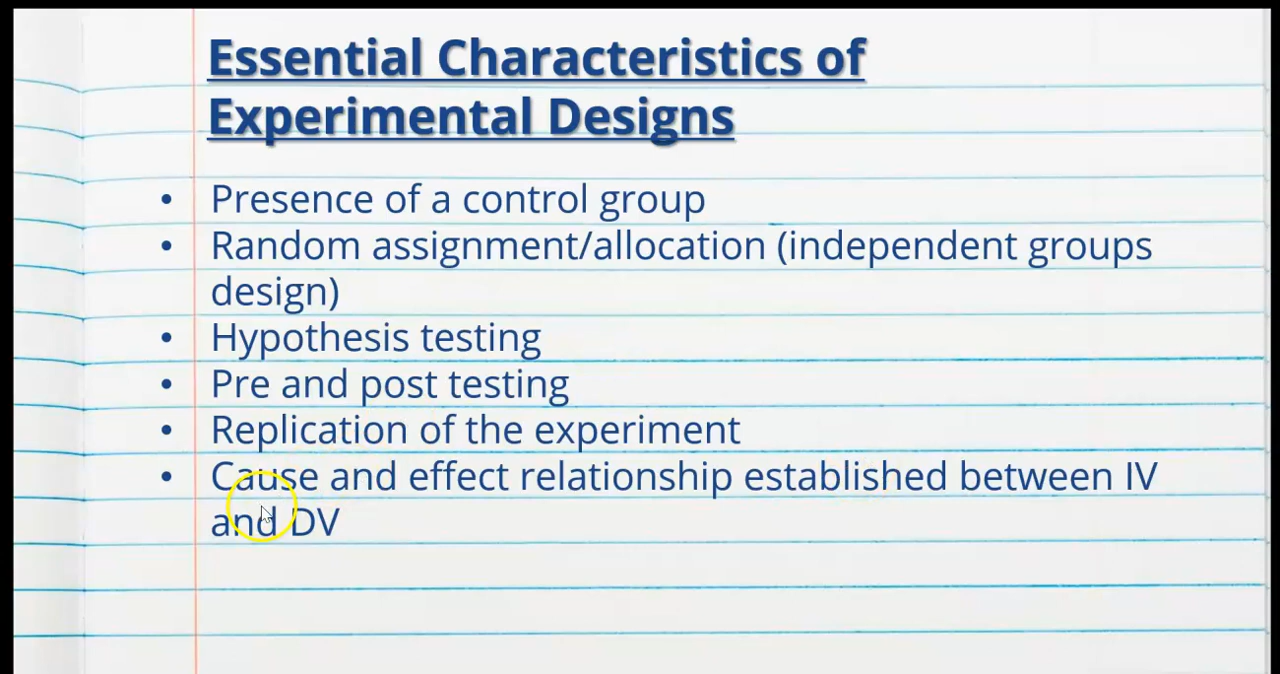 Essential Characteristics of
Experimental Designs
• Presence of a control group
• Random assignment/allocation (independent groups
design)
• Hypothesis testing
• Pre and post testing
• Replication of the experiment
• Cause and effect relationship established between IV
and DV